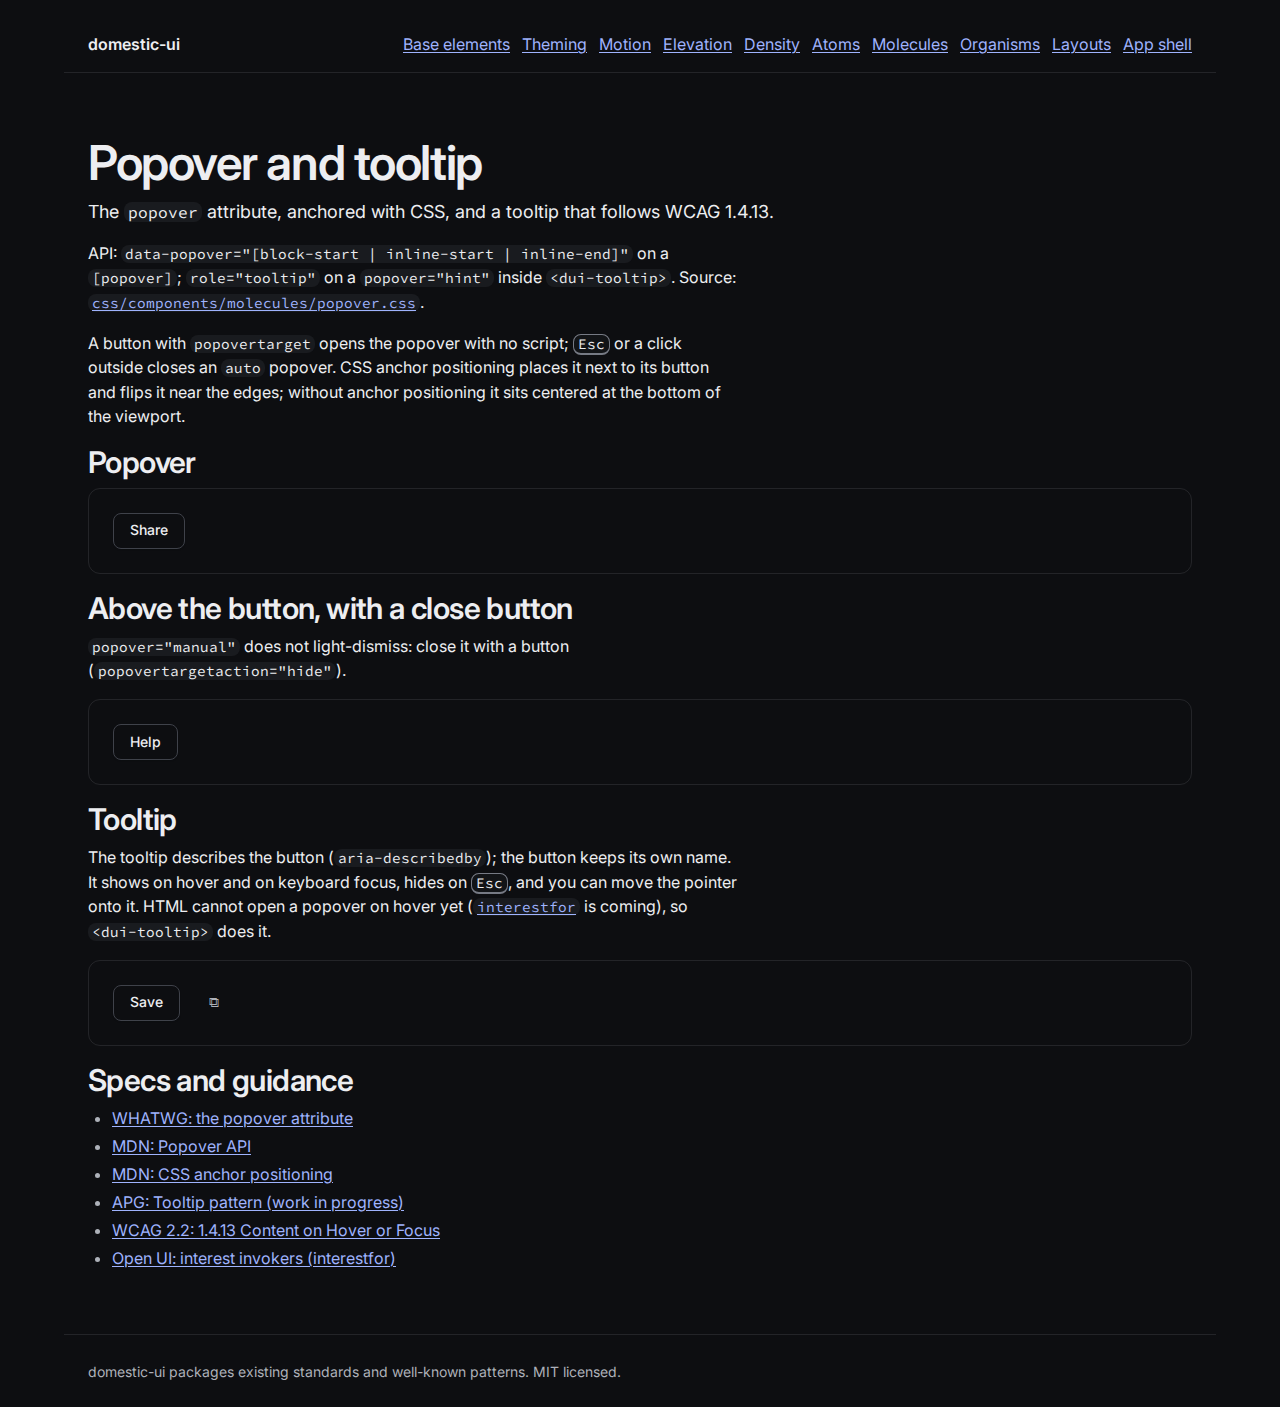 domestic-ui
Base elements Theming Motion Elevation Density Atoms Molecules Organisms Layouts App shell
Popover and tooltip
The popover attribute, anchored with CSS, and a tooltip that follows WCAG 1.4.13.
API: data-popover="[block-start | inline-start | inline-end]" on a
[popover]; role="tooltip" on a popover="hint" inside <dui-tooltip>. Source:
css/components/molecules/popover.css.
A button with popovertarget opens the popover with no script; Esc or a click
outside closes an auto popover. CSS anchor positioning places it next to its button
and flips it near the edges; without anchor positioning it sits centered at the bottom of
the viewport.
Popover
Share
Above the button, with a close button
popover="manual" does not light-dismiss: close it with a button
(popovertargetaction="hide").
Help
Tooltip
The tooltip describes the button (aria-describedby); the button keeps its own name.
It shows on hover and on keyboard focus, hides on Esc, and you can move the pointer
onto it. HTML cannot open a popover on hover yet (interestfor is coming), so
<dui-tooltip> does it.
Save ⧉
Specs and guidance
• WHATWG: the popover attribute
• MDN: Popover API
• MDN: CSS anchor positioning
• APG: Tooltip pattern (work in progress)
• WCAG 2.2: 1.4.13 Content on Hover or Focus
• Open UI: interest invokers (interestfor)
domestic-ui packages existing standards and well-known patterns. MIT licensed.